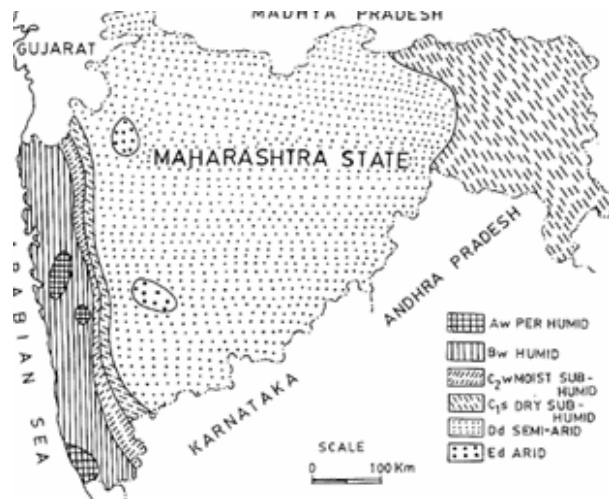 MADHYA PRADESH
GUJARAT
MAHARASHTRA STATE
ANDHRA PRADESH
ARABIAN SEA
KARNATAKA
Aw PER HUMID
Bw HUMID
C2w MOIST SUB-
HUMID
C1s DRY SUB-
HUMID
Dd SEMI-ARID
Ed ARID
SCALE
0 100 Km